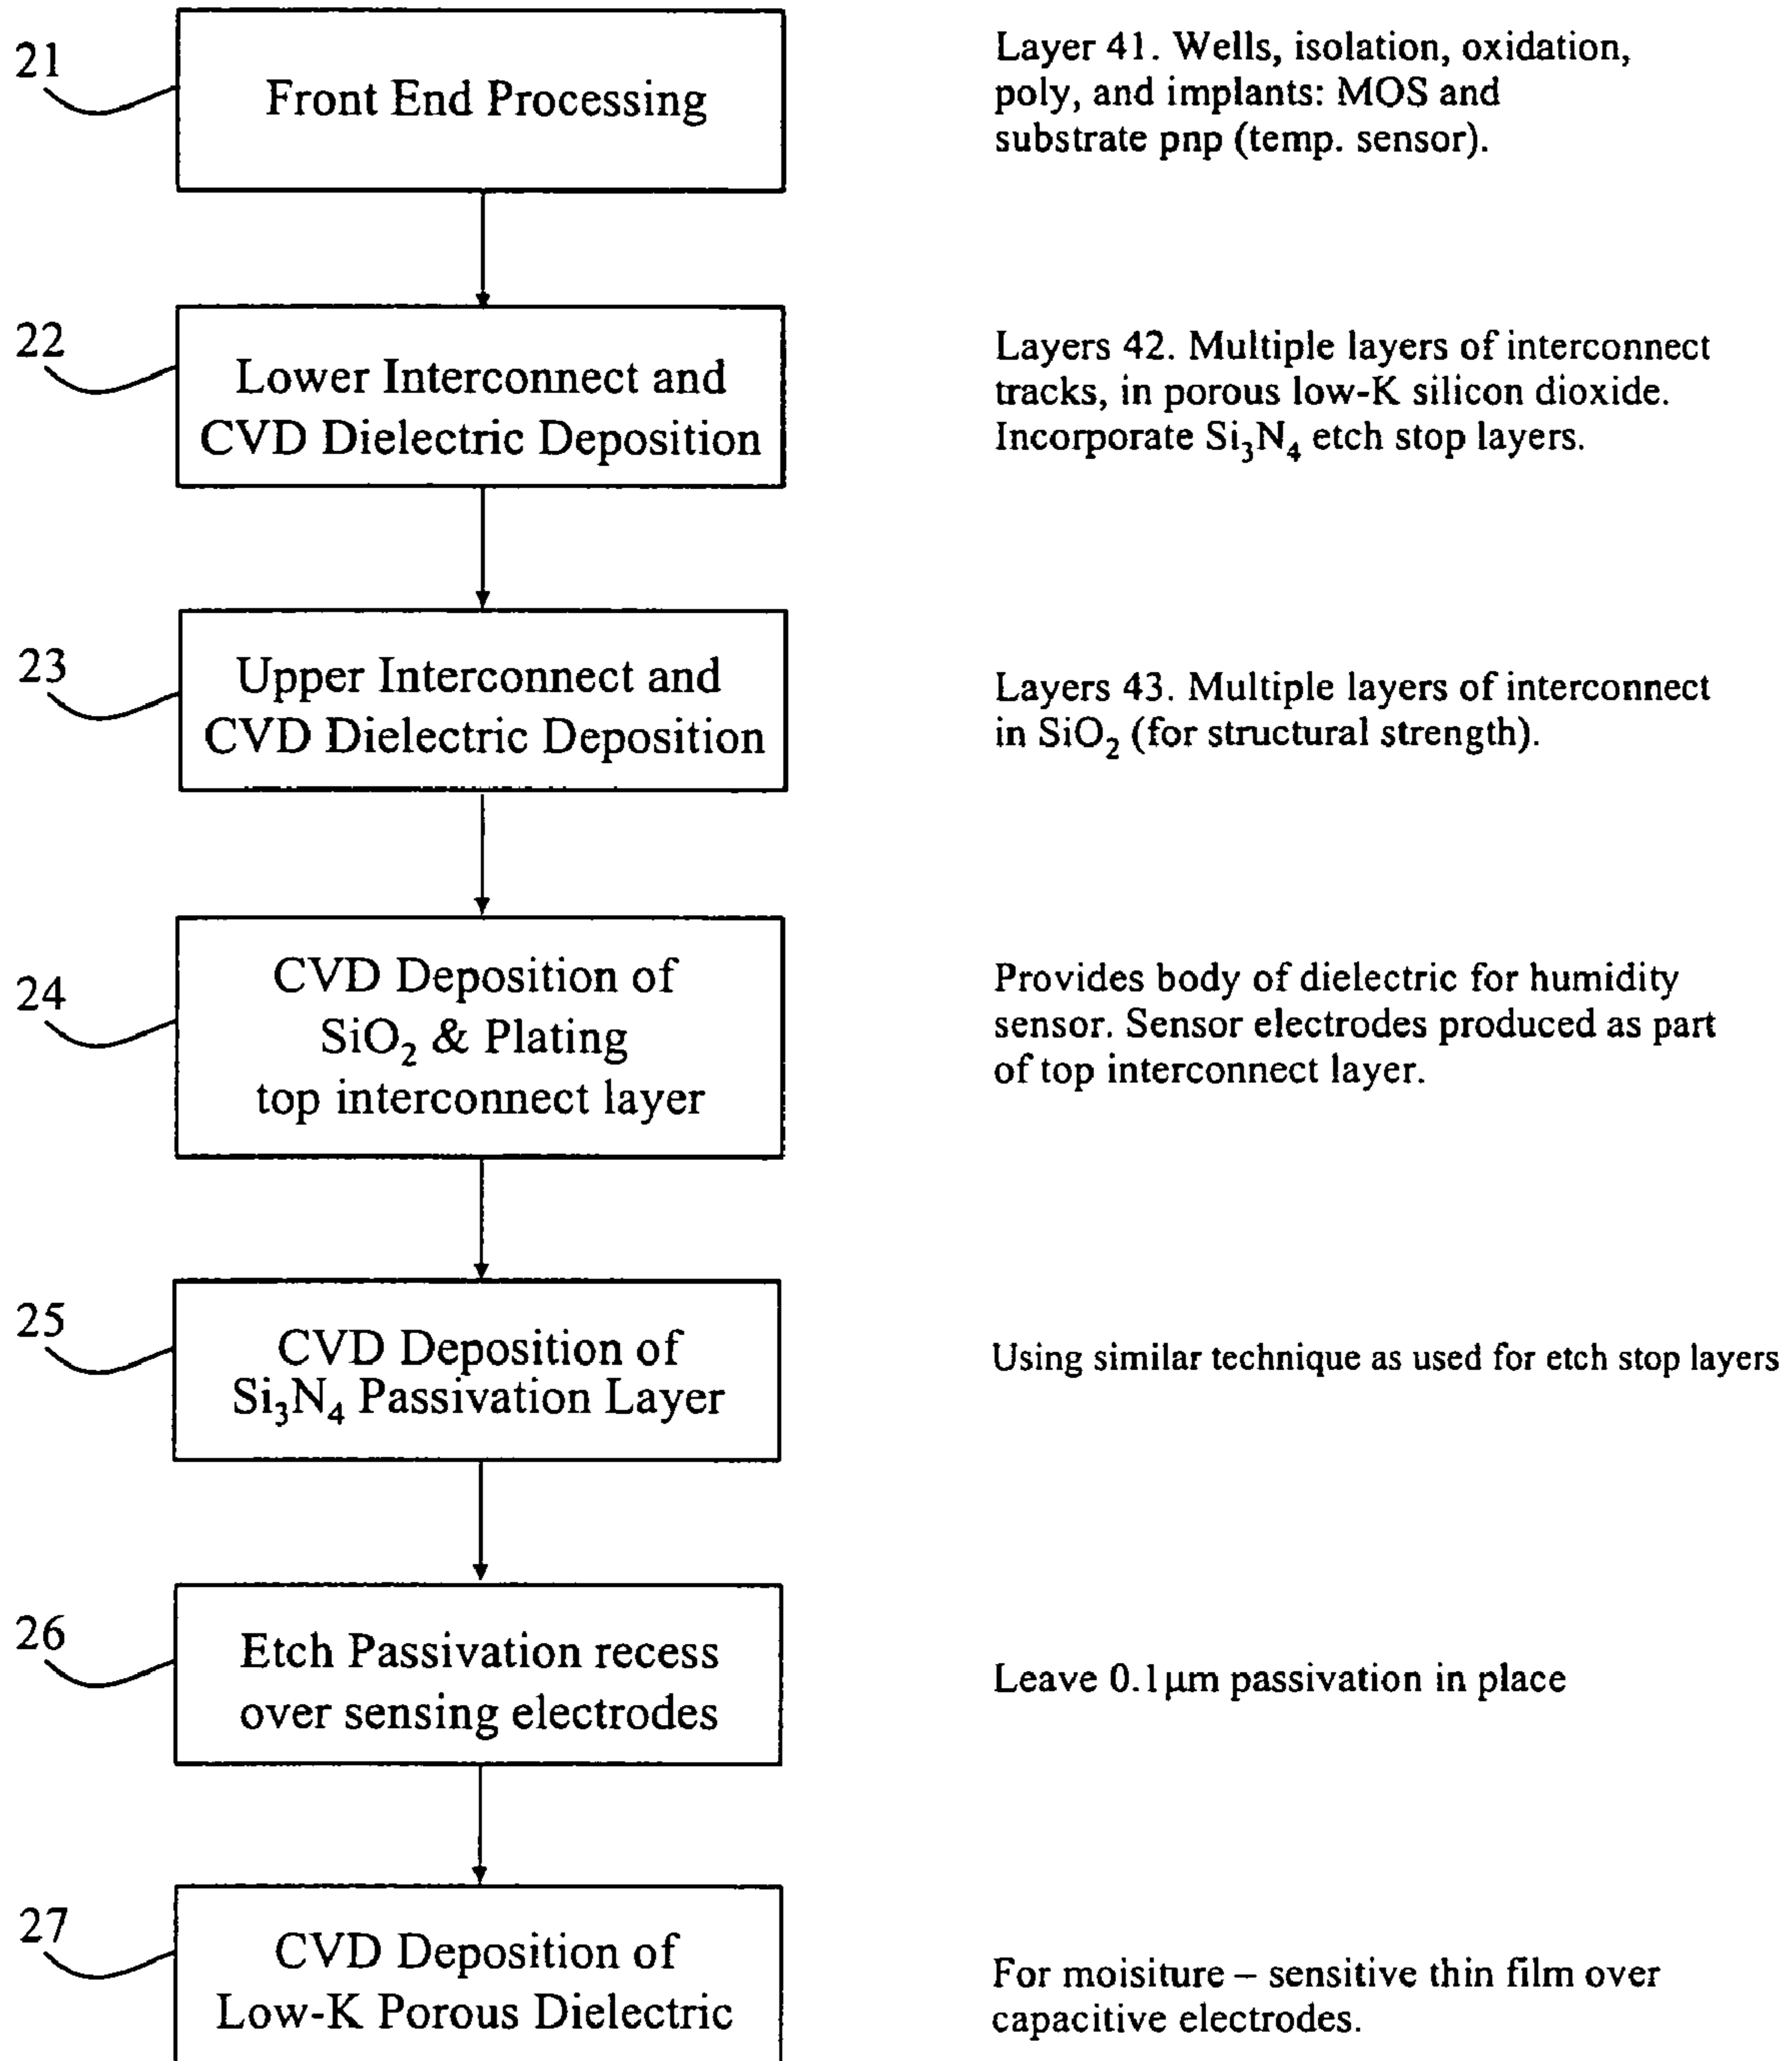 21
Front End Processing
Layer 41. Wells, isolation, oxidation,
poly, and implants: MOS and
substrate pnp (temp. sensor).
22
Lower Interconnect and
CVD Dielectric Deposition
Layers 42. Multiple layers of interconnect
tracks, in porous low-K silicon dioxide.
Incorporate Si₃N₄ etch stop layers.
23
Upper Interconnect and
CVD Dielectric Deposition
Layers 43. Multiple layers of interconnect
in SiO₂ (for structural strength).
24
CVD Deposition of
SiO₂ & Plating
top interconnect layer
Provides body of dielectric for humidity
sensor. Sensor electrodes produced as part
of top interconnect layer.
25
CVD Deposition of
Si₃N₄ Passivation Layer
Using similar technique as used for etch stop layers
26
Etch Passivation recess
over sensing electrodes
Leave 0.1μm passivation in place
27
CVD Deposition of
Low-K Porous Dielectric
For moisiture – sensitive thin film over
capacitive electrodes.